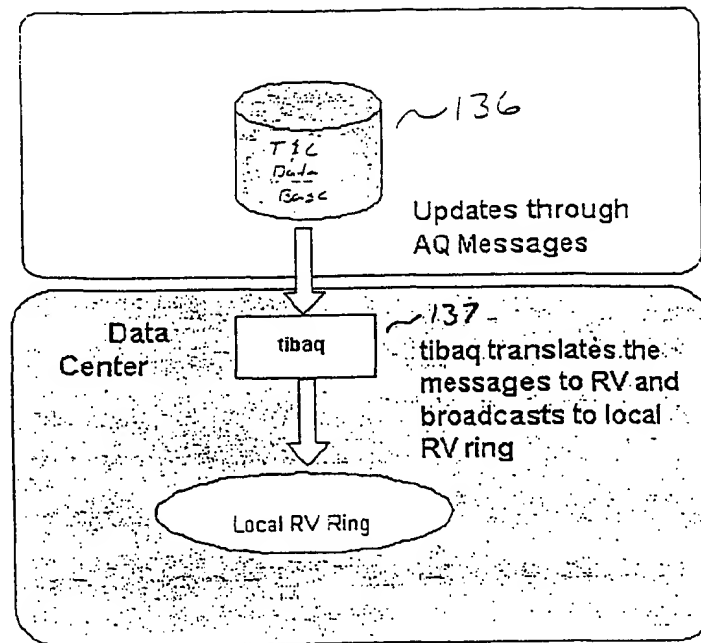 136
T&C
Data
Base
Updates through
AQ Messages
137
Data
Center
tibaq
tibaq translates the
messages to RV and
broadcasts to local
RV ring
Local RV Ring